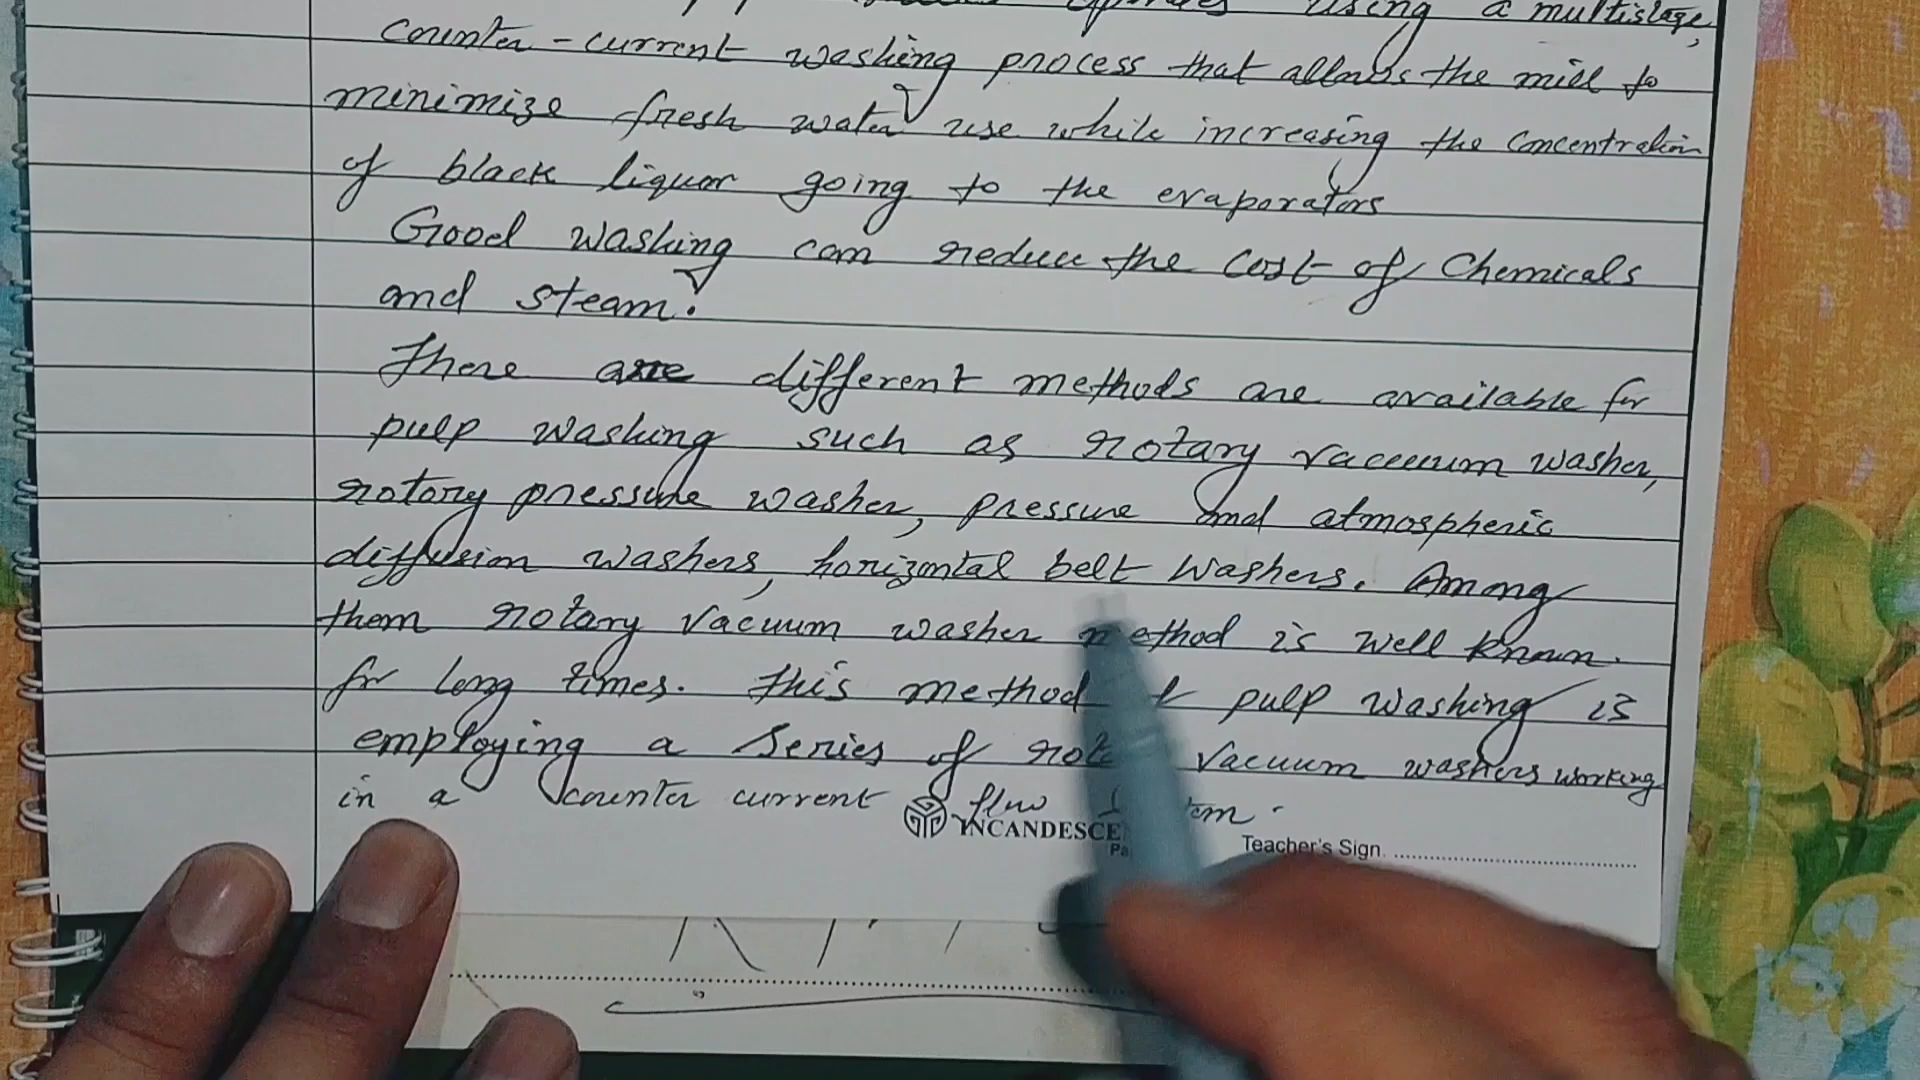 using a multistage,
counter-current washing process that allows the mill to
minimize fresh water use while increasing the concentration
of black liquor going to the evaporators
Good washing can reduce the cost of chemicals
and steam.
There are different methods are available for
pulp washing such as rotary vacuum washer,
rotory pressure washer, pressure and atmospheric
diffusion washers, horizontal belt washers. Among
them rotary vacuum washer method is well known
for long times. This method pulp washing is
employing a series of vacuum washers working
in a counter current flow
INCANDESCE
Teacher's Sign.